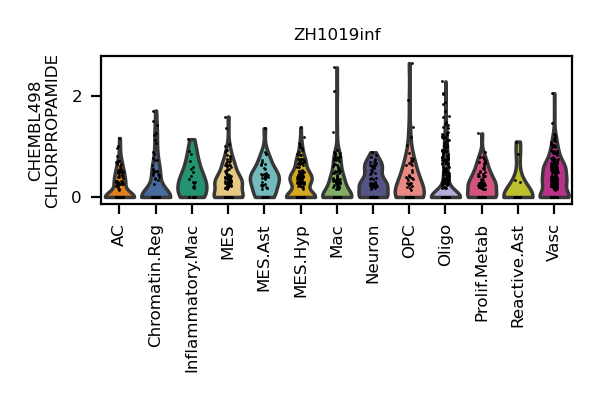 ZH1019inf
CHEMBL498
CHLORPROPAMIDE
2
0
AC
Chromatin.Reg
Inflammatory.Mac
MES
MES.Ast
MES.Hyp
Mac
Neuron
OPC
Oligo
Prolif.Metab
Reactive.Ast
Vasc